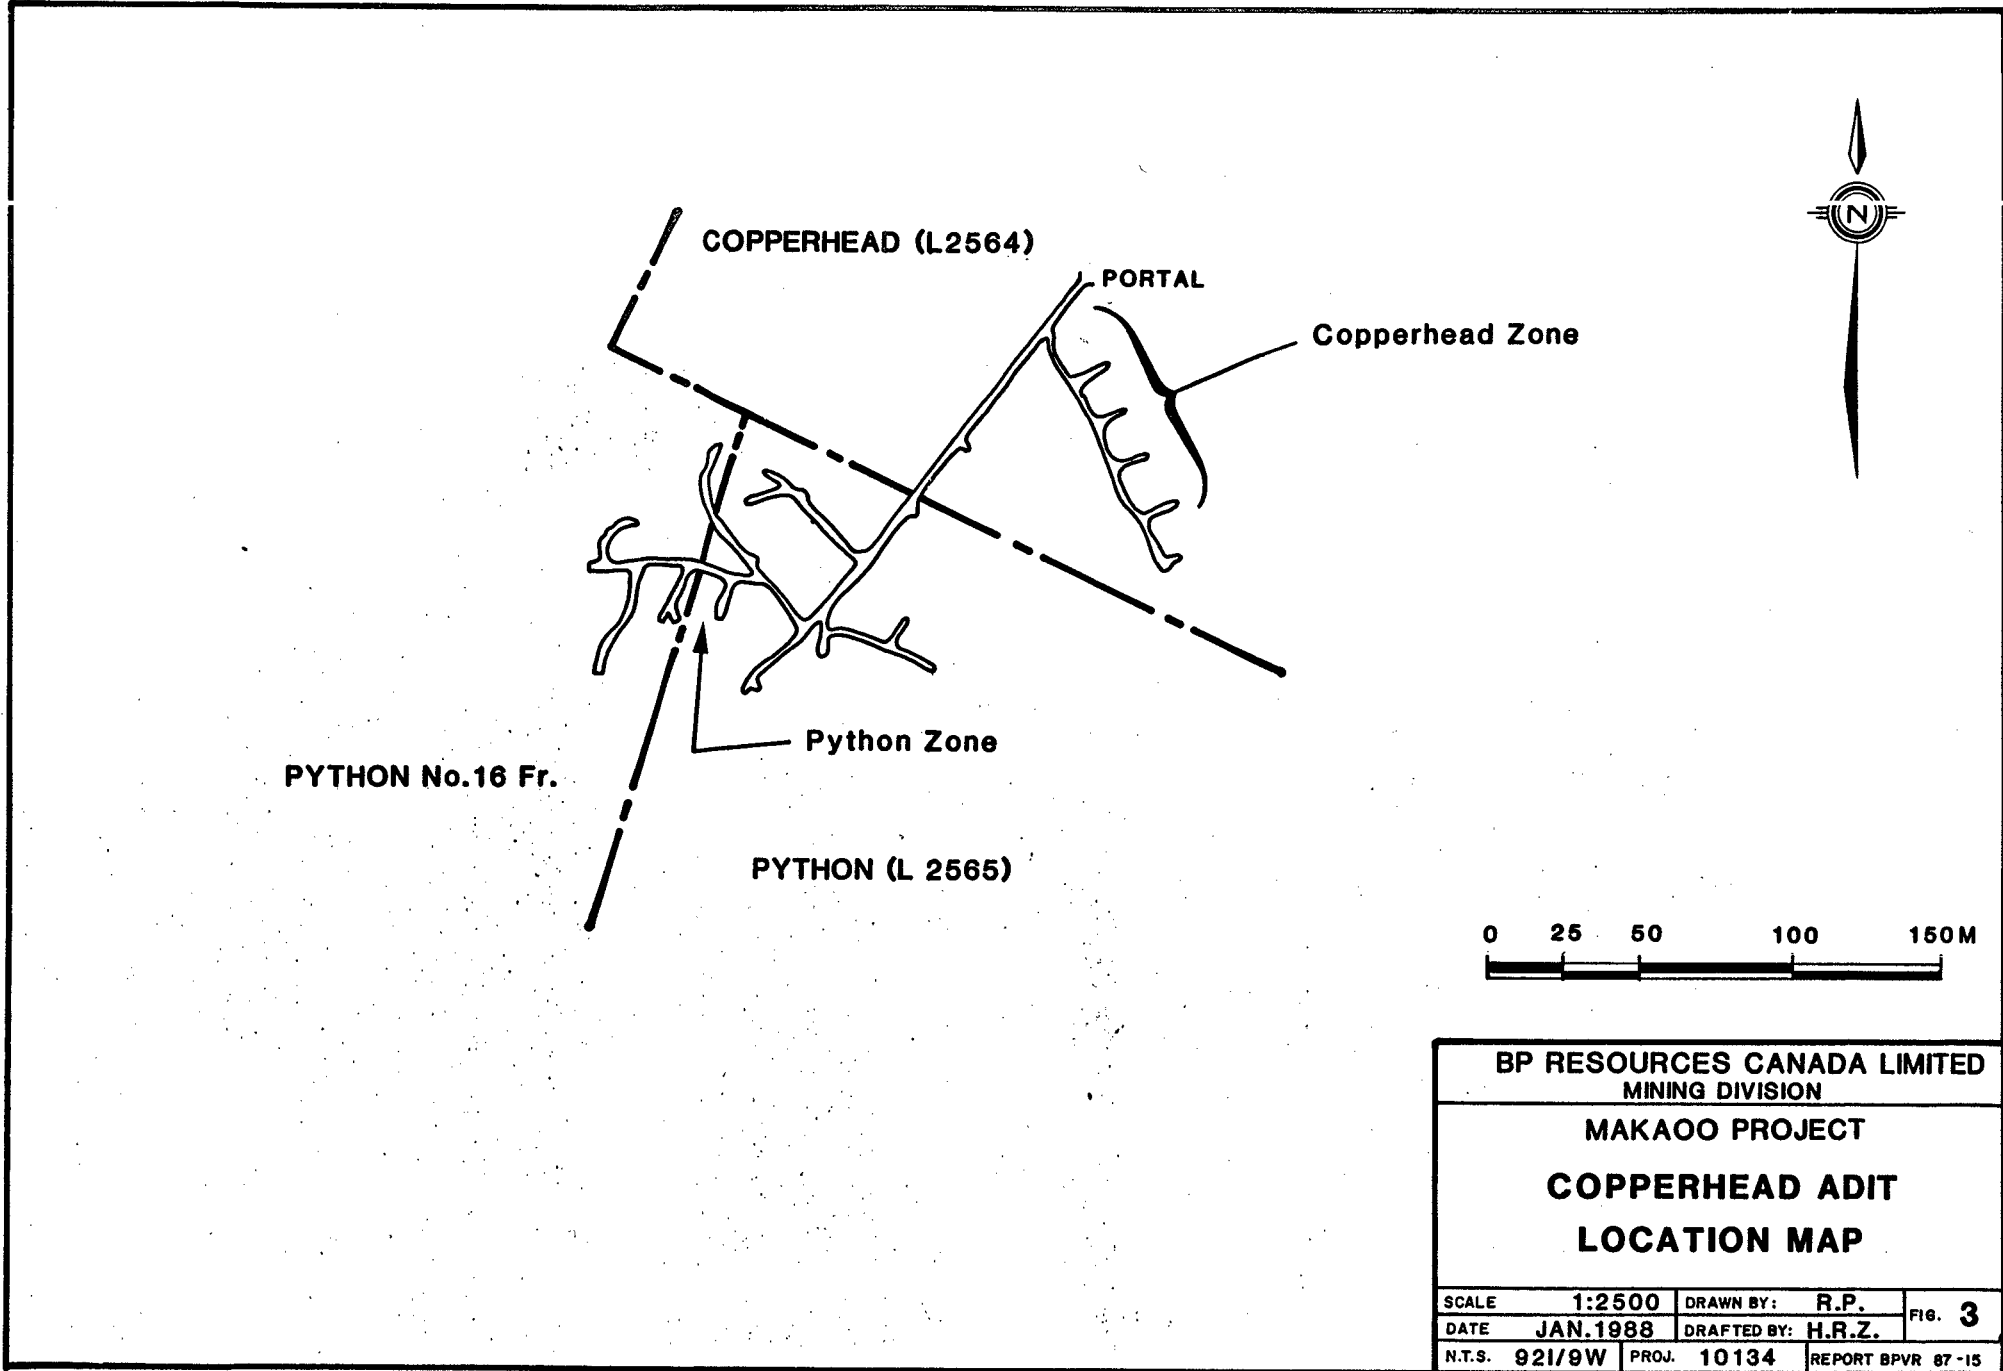 COPPERHEAD (L2564)
PORTAL
Copperhead Zone
N
Python Zone
PYTHON No.16 Fr.
PYTHON (L 2565)
0 25 50 100 150M
BP RESOURCES CANADA LIMITED
MINING DIVISION
MAKAOO PROJECT
COPPERHEAD ADIT
LOCATION MAP
SCALE 1:2500 DRAWN BY: R.P. FIG. 3
DATE JAN.1988 DRAFTED BY: H.R.Z.
N.T.S. 92I/9W PROJ. 10134 REPORT BPVR 87-15